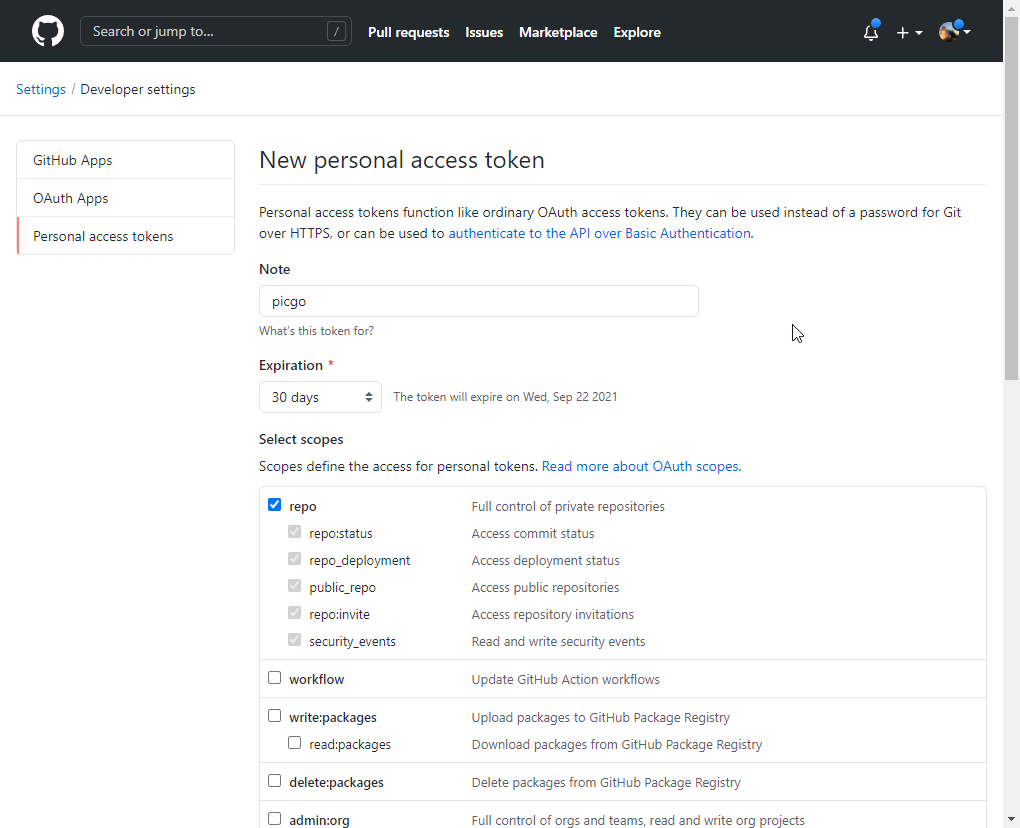 Search or jump to... / Pull requests Issues Marketplace Explore
Settings / Developer settings
GitHub Apps
OAuth Apps
Personal access tokens
New personal access token
Personal access tokens function like ordinary OAuth access tokens. They can be used instead of a password for Git
over HTTPS, or can be used to authenticate to the API over Basic Authentication.
Note
picgo
What's this token for?
Expiration *
30 days The token will expire on Wed, Sep 22 2021
Select scopes
Scopes define the access for personal tokens. Read more about OAuth scopes.
repo Full control of private repositories
repo:status Access commit status
repo_deployment Access deployment status
public_repo Access public repositories
repo:invite Access repository invitations
security_events Read and write security events
workflow Update GitHub Action workflows
write:packages Upload packages to GitHub Package Registry
read:packages Download packages from GitHub Package Registry
delete:packages Delete packages from GitHub Package Registry
admin:org Full control of orgs and teams, read and write org projects